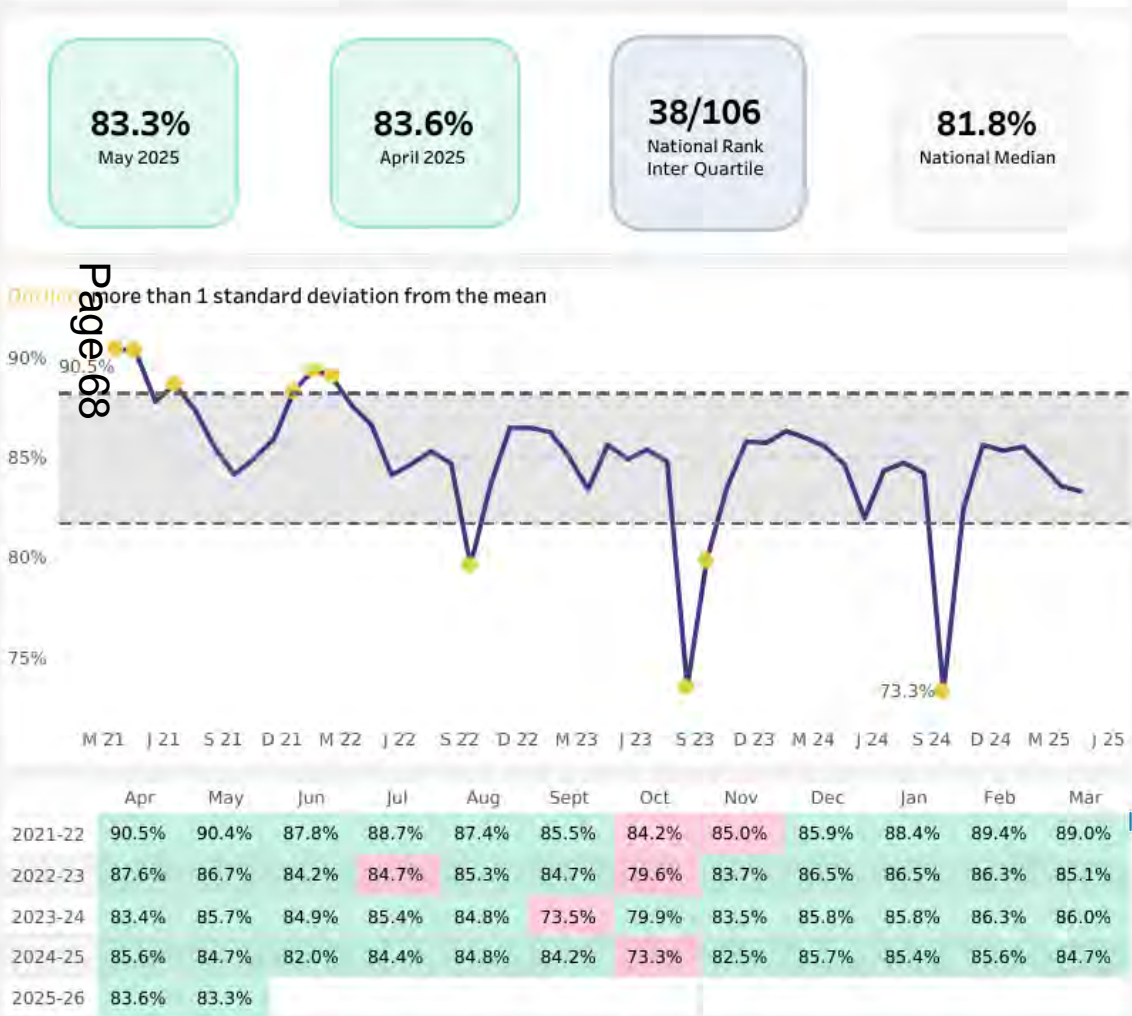 83.3%
May 2025
83.6%
April 2025
38/106
National Rank
Inter Quartile
81.8%
National Median
Page 68
more than 1 standard deviation from the mean
90%
90.5%
85%
80%
75%
73.3%
M 21 J 21 S 21 D 21 M 22 J 22 S 22 D 22 M 23 J 23 S 23 D 23 M 24 J 24 S 24 D 24 M 25 J 25
Apr May Jun Jul Aug Sept Oct Nov Dec Jan Feb Mar
2021-22 90.5% 90.4% 87.8% 88.7% 87.4% 85.5% 84.2% 85.0% 85.9% 88.4% 89.4% 89.0%
2022-23 87.6% 86.7% 84.2% 84.7% 85.3% 84.7% 79.6% 83.7% 86.5% 86.5% 86.3% 85.1%
2023-24 83.4% 85.7% 84.9% 85.4% 84.8% 73.5% 79.9% 83.5% 85.8% 85.8% 86.3% 86.0%
2024-25 85.6% 84.7% 82.0% 84.4% 84.8% 84.2% 73.3% 82.5% 85.7% 85.4% 85.6% 84.7%
2025-26 83.6% 83.3%